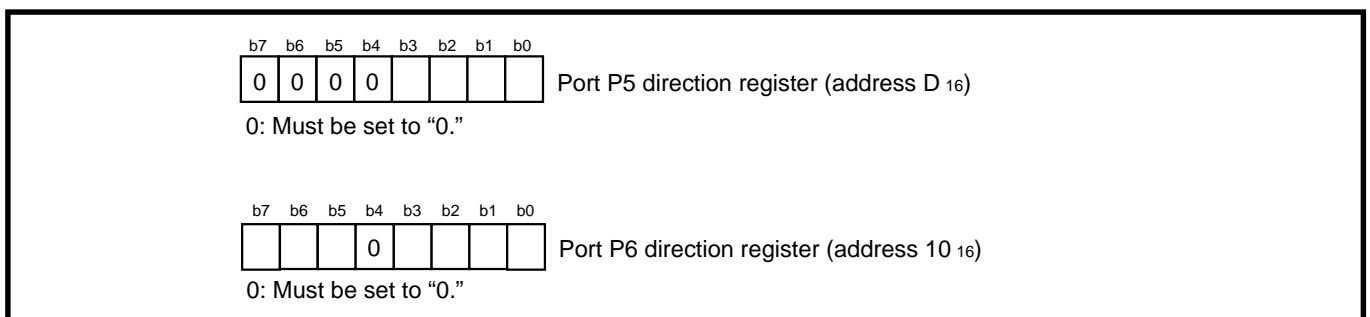 b7 b6 b5 b4 b3 b2 b1 b0
0 0 0 0 Port P5 direction register (address D 16)
0: Must be set to “0.”
b7 b6 b5 b4 b3 b2 b1 b0
0 Port P6 direction register (address 10 16)
0: Must be set to “0.”